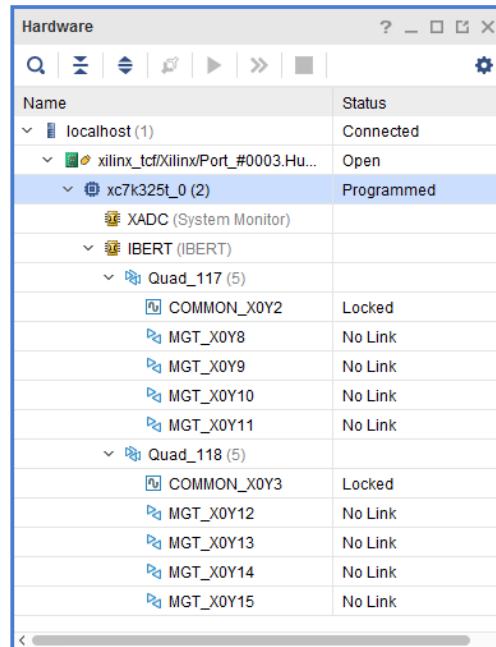 Hardware ?
Name Status
localhost (1) Connected
xilinx_tcf/Xilinx/Port_#0003.Hu... Open
xc7k325t_0 (2) Programmed
XADC (System Monitor)
IBERT (IBERT)
Quad_117 (5)
COMMON_X0Y2 Locked
MGT_X0Y8 No Link
MGT_X0Y9 No Link
MGT_X0Y10 No Link
MGT_X0Y11 No Link
Quad_118 (5)
COMMON_X0Y3 Locked
MGT_X0Y12 No Link
MGT_X0Y13 No Link
MGT_X0Y14 No Link
MGT_X0Y15 No Link